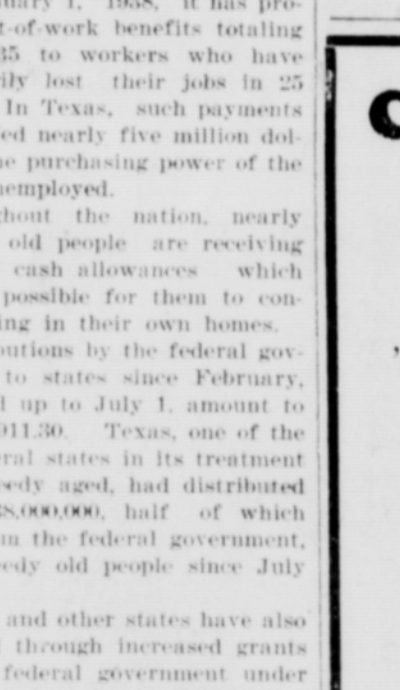 uary 1, 1938, it has pro-
t-of-work benefits totaling
35 to workers who have
ily lost their jobs in 25
In Texas, such payments
ed nearly five million dol-
e purchasing power of the
nemployed.
ghout the nation, nearly
old people are receiving
cash allowances which
possible for them to con-
ing in their own homes.
butions by the federal gov-
to states since February,
d up to July 1, amount to
911.30. Texas, one of the
eral states in its treatment
eedy aged, had distributed
38,000,000, half of which
m the federal government,
edy old people since July
and other states have also
through increased grants
federal government under